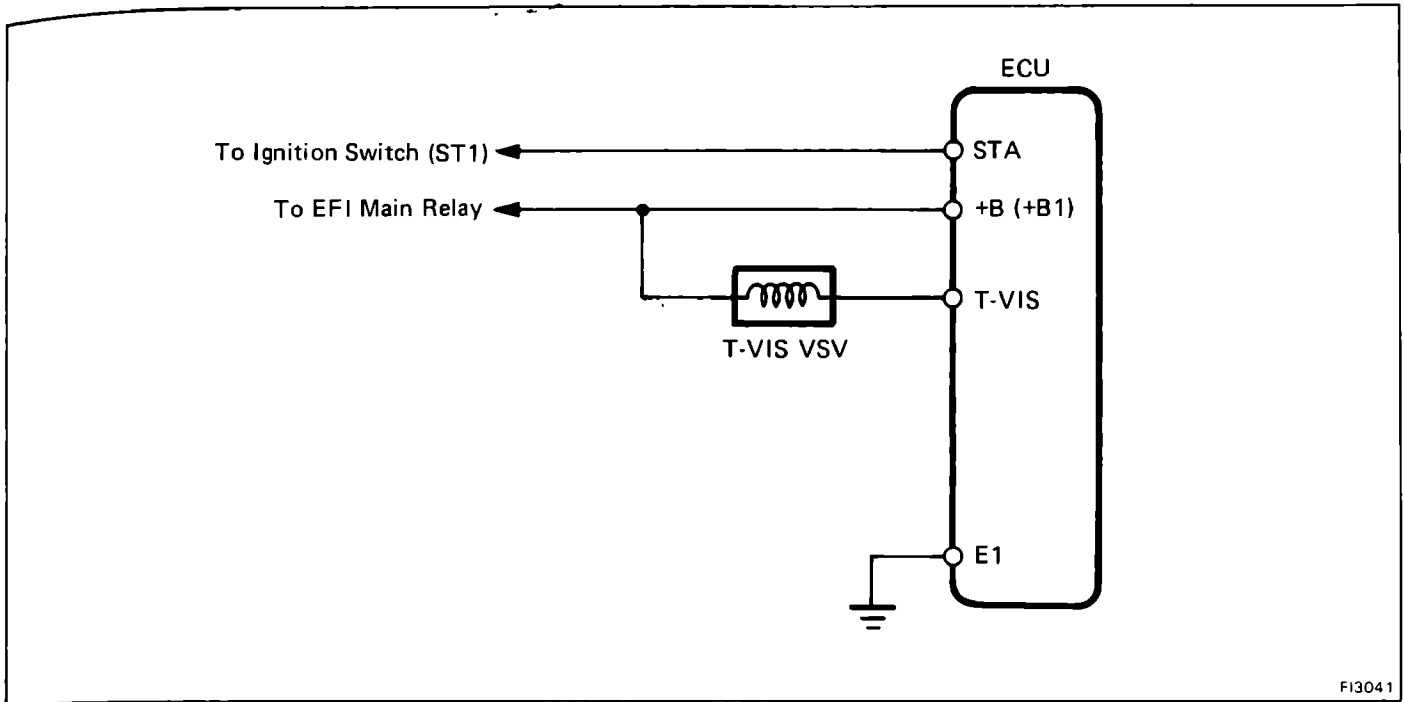 ECU
To Ignition Switch (ST1)
STA
To EFI Main Relay
+B (+B1)
T-VIS
T-VIS VSV
E1
FI3041